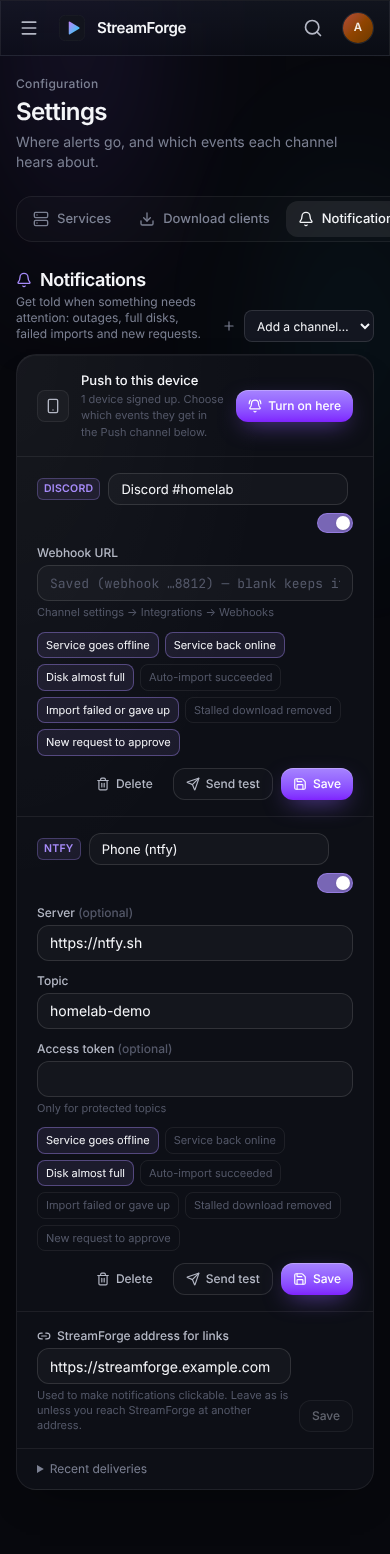 StreamForge
A
Configuration
Settings
Where alerts go, and which events each channel
hears about.
Services
Download clients
Notification
Notifications
Get told when something needs
attention: outages, full disks,
failed imports and new requests.
+
Add a channel...
Push to this device
1 device signed up. Choose
which events they get in
the Push channel below.
Turn on here
DISCORD
Discord #homelab
Webhook URL
Saved (webhook …8812) — blank keeps i
Channel settings → Integrations → Webhooks
Service goes offline
Service back online
Disk almost full
Auto-import succeeded
Import failed or gave up
Stalled download removed
New request to approve
Delete
Send test
Save
NTFY
Phone (ntfy)
Server (optional)
https://ntfy.sh
Topic
homelab-demo
Access token (optional)
Only for protected topics
Service goes offline
Service back online
Disk almost full
Auto-import succeeded
Import failed or gave up
Stalled download removed
New request to approve
Delete
Send test
Save
StreamForge address for links
https://streamforge.example.com
Used to make notifications clickable. Leave as is
unless you reach StreamForge at another
address.
Save
Recent deliveries